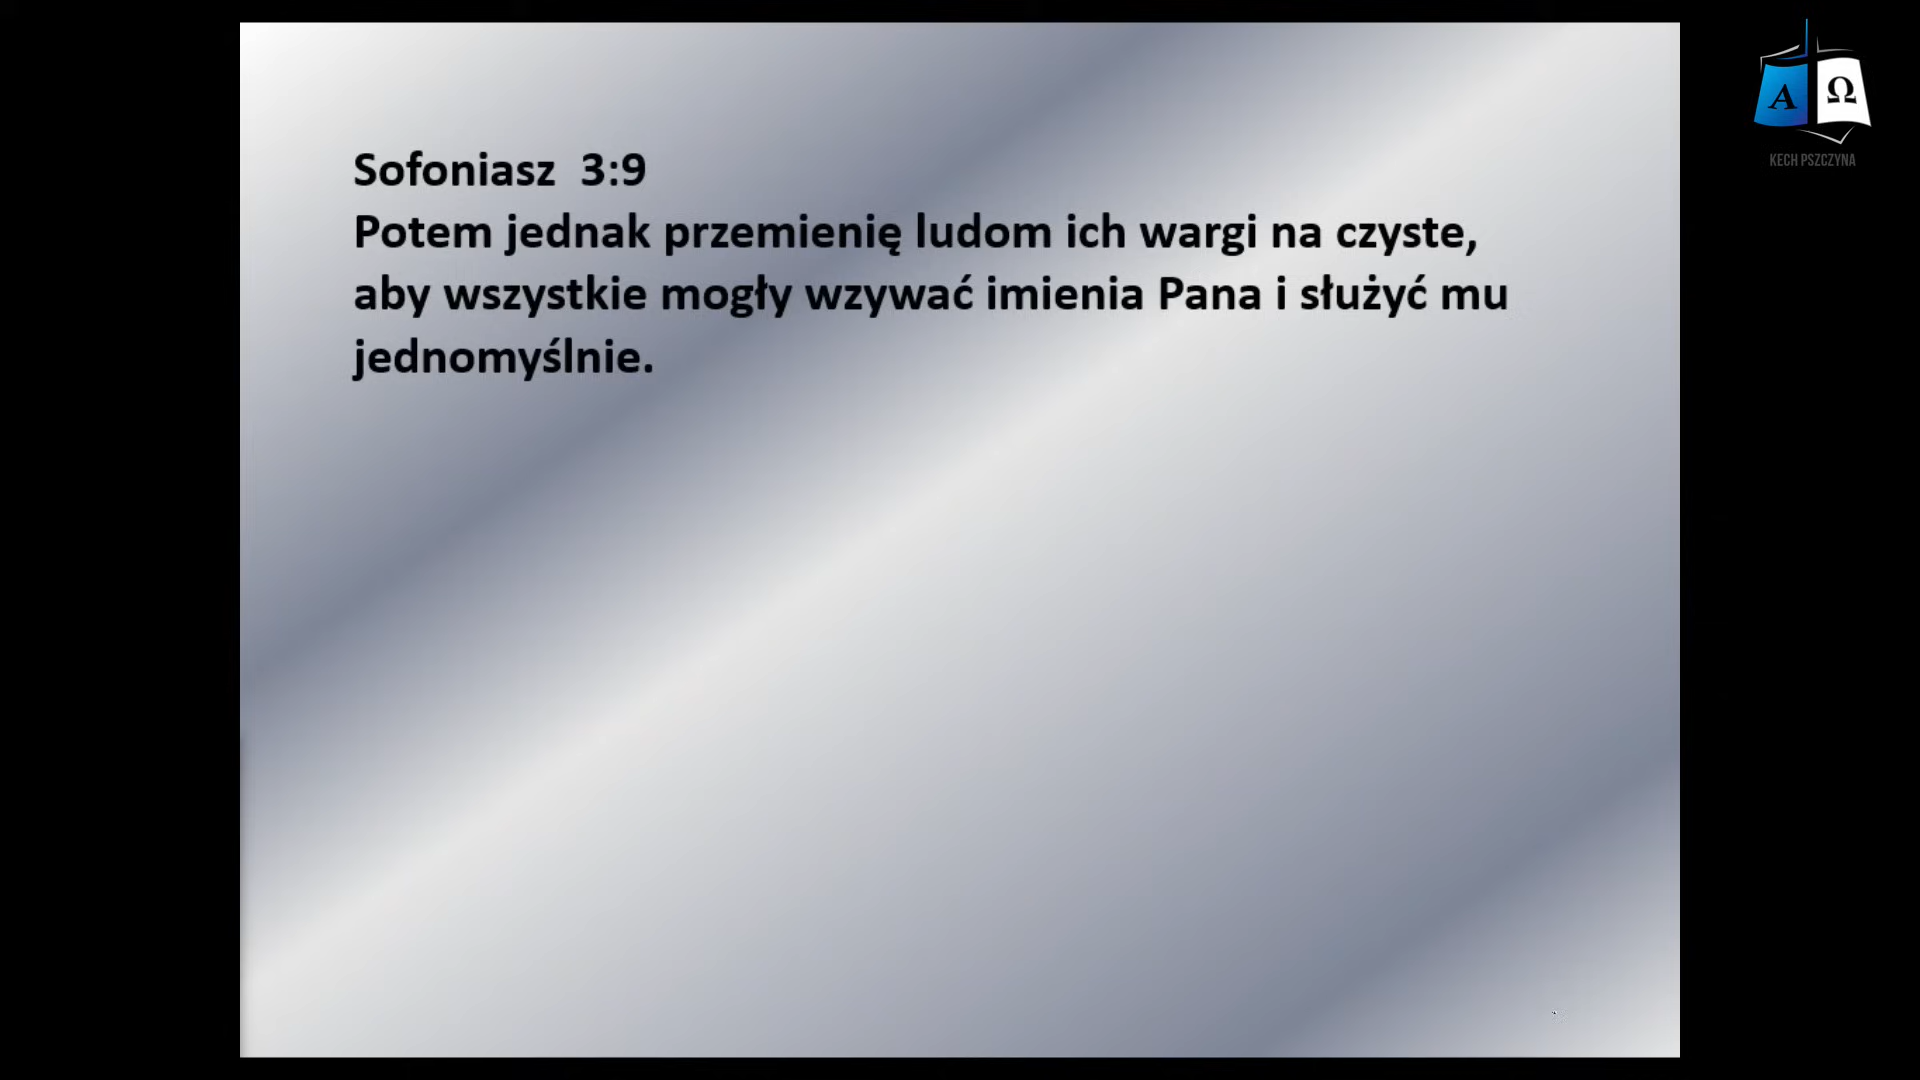 Sofoniasz 3:9
Potem jednak przemienię ludom ich wargi na czyste,
aby wszystkie mogły wzywać imienia Pana i służyć mu
jednomyślnie.
A Ω
KECH PSZCZYNA